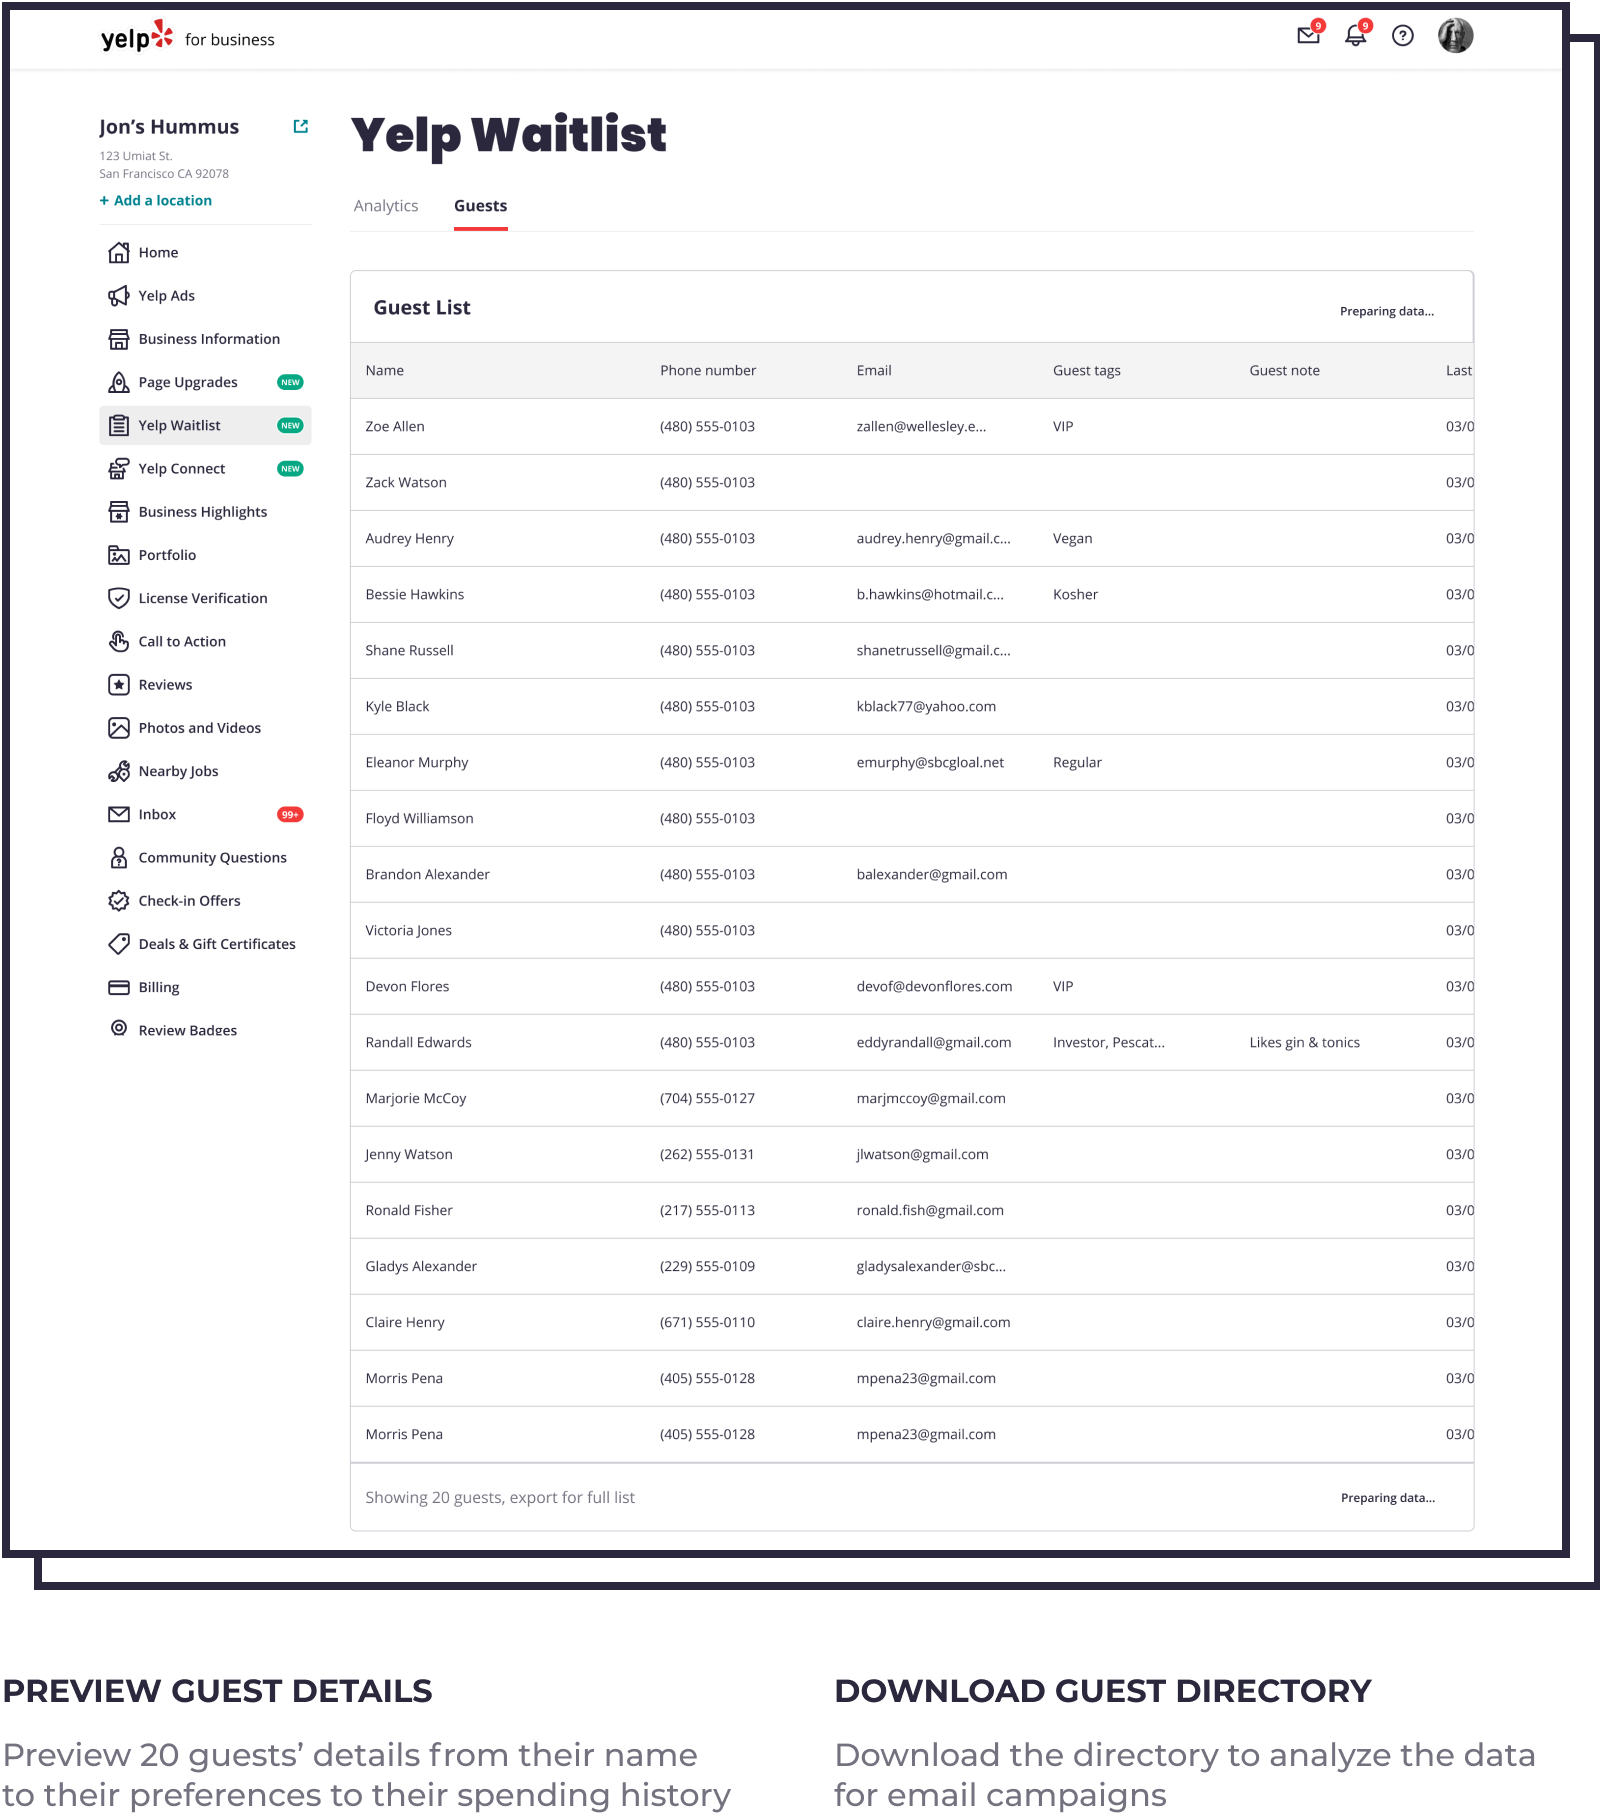 yelp for business
9
9
Jon's Hummus
123 Umiat St.
San Francisco CA 92078
+ Add a location
Home
Yelp Ads
Business Information
Page Upgrades NEW
Yelp Waitlist NEW
Yelp Connect NEW
Business Highlights
Portfolio
License Verification
Call to Action
Reviews
Photos and Videos
Nearby Jobs
Inbox 99+
Community Questions
Check-in Offers
Deals & Gift Certificates
Billing
Review Badges
Yelp Waitlist
Analytics Guests
Guest List Preparing data...
Name Phone number Email Guest tags Guest note Last
Zoe Allen (480) 555-0103 zallen@wellesley.e... VIP 03/0
Zack Watson (480) 555-0103 03/0
Audrey Henry (480) 555-0103 audrey.henry@gmail.c... Vegan 03/0
Bessie Hawkins (480) 555-0103 b.hawkins@hotmail.c... Kosher 03/0
Shane Russell (480) 555-0103 shanetrussell@gmail.c... 03/0
Kyle Black (480) 555-0103 kblack77@yahoo.com 03/0
Eleanor Murphy (480) 555-0103 emurphy@sbcgloal.net Regular 03/0
Floyd Williamson (480) 555-0103 03/0
Brandon Alexander (480) 555-0103 balexander@gmail.com 03/0
Victoria Jones (480) 555-0103 03/0
Devon Flores (480) 555-0103 devof@devonflores.com VIP 03/0
Randall Edwards (480) 555-0103 eddyrandall@gmail.com Investor, Pescat... Likes gin & tonics 03/0
Marjorie McCoy (704) 555-0127 marjmccoy@gmail.com 03/0
Jenny Watson (262) 555-0131 jlwatson@gmail.com 03/0
Ronald Fisher (217) 555-0113 ronald.fish@gmail.com 03/0
Gladys Alexander (229) 555-0109 gladysalexander@sbc... 03/0
Claire Henry (671) 555-0110 claire.henry@gmail.com 03/0
Morris Pena (405) 555-0128 mpena23@gmail.com 03/0
Morris Pena (405) 555-0128 mpena23@gmail.com 03/0
Showing 20 guests, export for full list Preparing data...
PREVIEW GUEST DETAILS
Preview 20 guests' details from their name
to their preferences to their spending history
DOWNLOAD GUEST DIRECTORY
Download the directory to analyze the data
for email campaigns